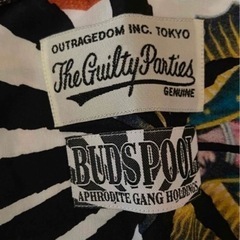 OUTRAGEDOM INC. TOKYO
The Guilty Parties
GENUINE
BUDSPOOL
APHRODITE GANG HOLDINGS